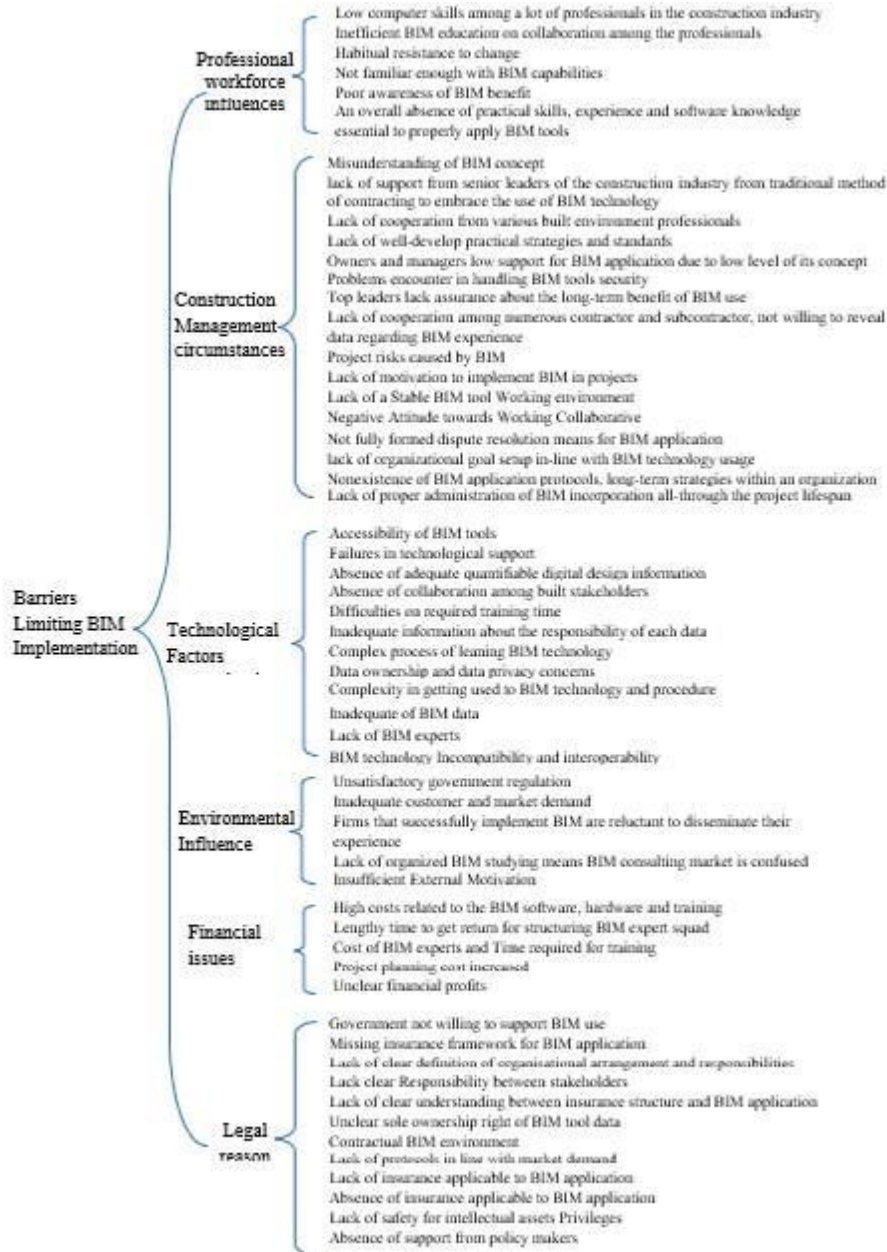 Barriers
Limiting BIM
Implementation
Professional
workforce
influences
Low computer skills among a lot of professionals in the construction industry
Inefficient BIM education on collaboration among the professionals
Habitual resistance to change
Not familiar enough with BIM capabilities
Poor awareness of BIM benefit
An overall absence of practical skills, experience and software knowledge
essential to properly apply BIM tools
Construction
Management
circumstances
Misunderstanding of BIM concept
lack of support from senior leaders of the construction industry from traditional method
of contracting to embrace the use of BIM technology
Lack of cooperation from various built environment professionals
Lack of well-develop practical strategies and standards
Owners and managers low support for BIM application due to low level of its concept
Problems encounter in handling BIM tools security
Top leaders lack assurance about the long-term benefit of BIM use
Lack of cooperation among numerous contractor and subcontractor, not willing to reveal
data regarding BIM experience
Project risks caused by BIM
Lack of motivation to implement BIM in projects
Lack of a Stable BIM tool Working environment
Negative Attitude towards Working Collaborative
Not fully formed dispute resolution means for BIM application
lack of organizational goal setup in-line with BIM technology usage
Nonexistence of BIM application protocols, long-term strategies within an organization
Lack of proper administration of BIM incorporation all-through the project lifespan
Technological
Factors
Accessibility of BIM tools
Failures in technological support
Absence of adequate quantifiable digital design information
Absence of collaboration among built stakeholders
Difficulties on required training time
Inadequate information about the responsibility of each data
Complex process of leaning BIM technology
Data ownership and data privacy concerns
Complexity in getting used to BIM technology and procedure
Inadequate of BIM data
Lack of BIM experts
BIM technology Incompatibility and interoperability
Environmental
Influence
Unsatisfactory government regulation
Inadequate customer and market demand
Firms that successfully implement BIM are reluctant to disseminate their
experience
Lack of organized BIM studying means BIM consulting market is confused
Insufficient External Motivation
Financial
issues
High costs related to the BIM software, hardware and training
Lengthy time to get return for structuring BIM expert squad
Cost of BIM experts and Time required for training
Project planning cost increased
Unclear financial profits
Legal
reason
Government not willing to support BIM use
Missing insurance framework for BIM application
Lack of clear definition of organisational arrangement and responsibilities
Lack clear Responsibility between stakeholders
Lack of clear understanding between insurance structure and BIM application
Unclear sole ownership right of BIM tool data
Contractual BIM environment
Lack of protocols in line with market demand
Lack of insurance applicable to BIM application
Absence of insurance applicable to BIM application
Lack of safety for intellectual assets Privileges
Absence of support from policy makers